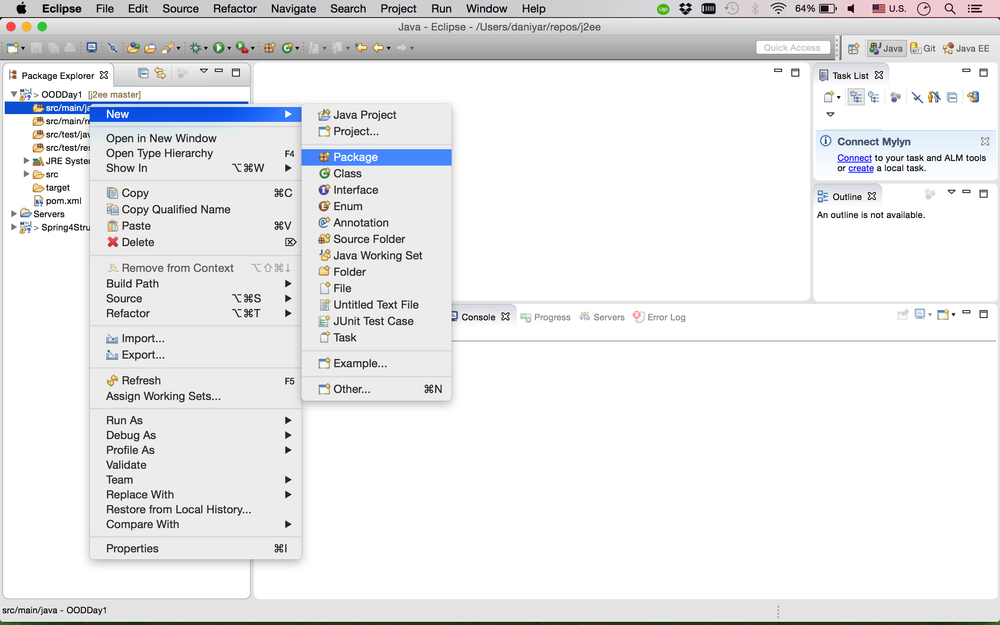 Eclipse File Edit Source Refactor Navigate Search Project Run Window Help
up 64% U.S.
Java - Eclipse - /Users/daniyar/repos/j2ee
Quick Access
GIT
Java Git Java EE
Package Explorer
> OODDay1 [j2ee master]
src/main/ja
src/main/re
src/test/jav
src/test/res
JRE Syster
src
target
pom.xml
Servers
> Spring4Stru
New
Open in New Window
Open Type Hierarchy F4
Show In ⌥⌘W
Copy ⌘C
Copy Qualified Name
Paste ⌘V
Delete ⌦
Remove from Context ⌥⇧⌘↓
Build Path
Source ⌥⌘S
Refactor ⌥⌘T
Import...
Export...
Refresh F5
Assign Working Sets...
Run As
Debug As
Profile As
Validate
Team
Replace With
Restore from Local History...
Compare With
Properties ⌘I
Java Project
Project...
Package
Class
Interface
Enum
Annotation
Source Folder
Java Working Set
Folder
File
Untitled Text File
JUnit Test Case
Task
Example...
Other... ⌘N
Task List
Connect Mylyn
Connect to your task and ALM tools
or create a local task.
Outline
An outline is not available.
Console Progress Servers Error Log
src/main/java - OODDay1